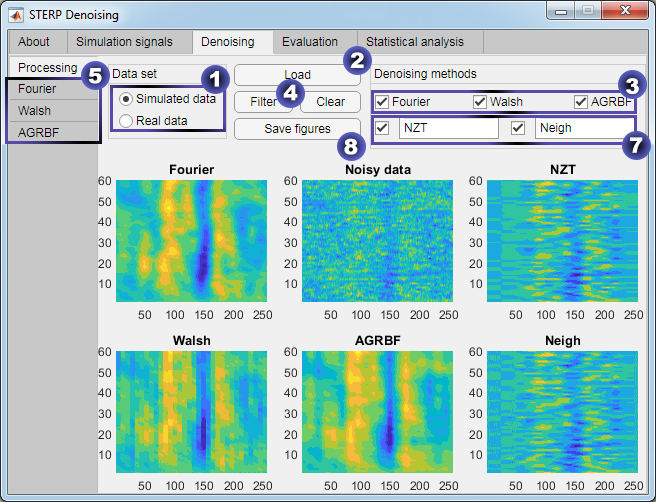 STERP Denoising
About Simulation signals Denoising Evaluation Statistical analysis
Processing
Fourier
Walsh
AGRBF
5
Data set
1
Simulated data
Real data
Load
2
Filter
4
Clear
Save figures
8
Denoising methods
3
Fourier Walsh AGRBF
NZT Neigh
7
Fourier
60
50
40
30
20
10
50 100 150 200 250
Noisy data
60
50
40
30
20
10
50 100 150 200 250
NZT
60
50
40
30
20
10
50 100 150 200 250
Walsh
60
50
40
30
20
10
50 100 150 200 250
AGRBF
60
50
40
30
20
10
50 100 150 200 250
Neigh
60
50
40
30
20
10
50 100 150 200 250